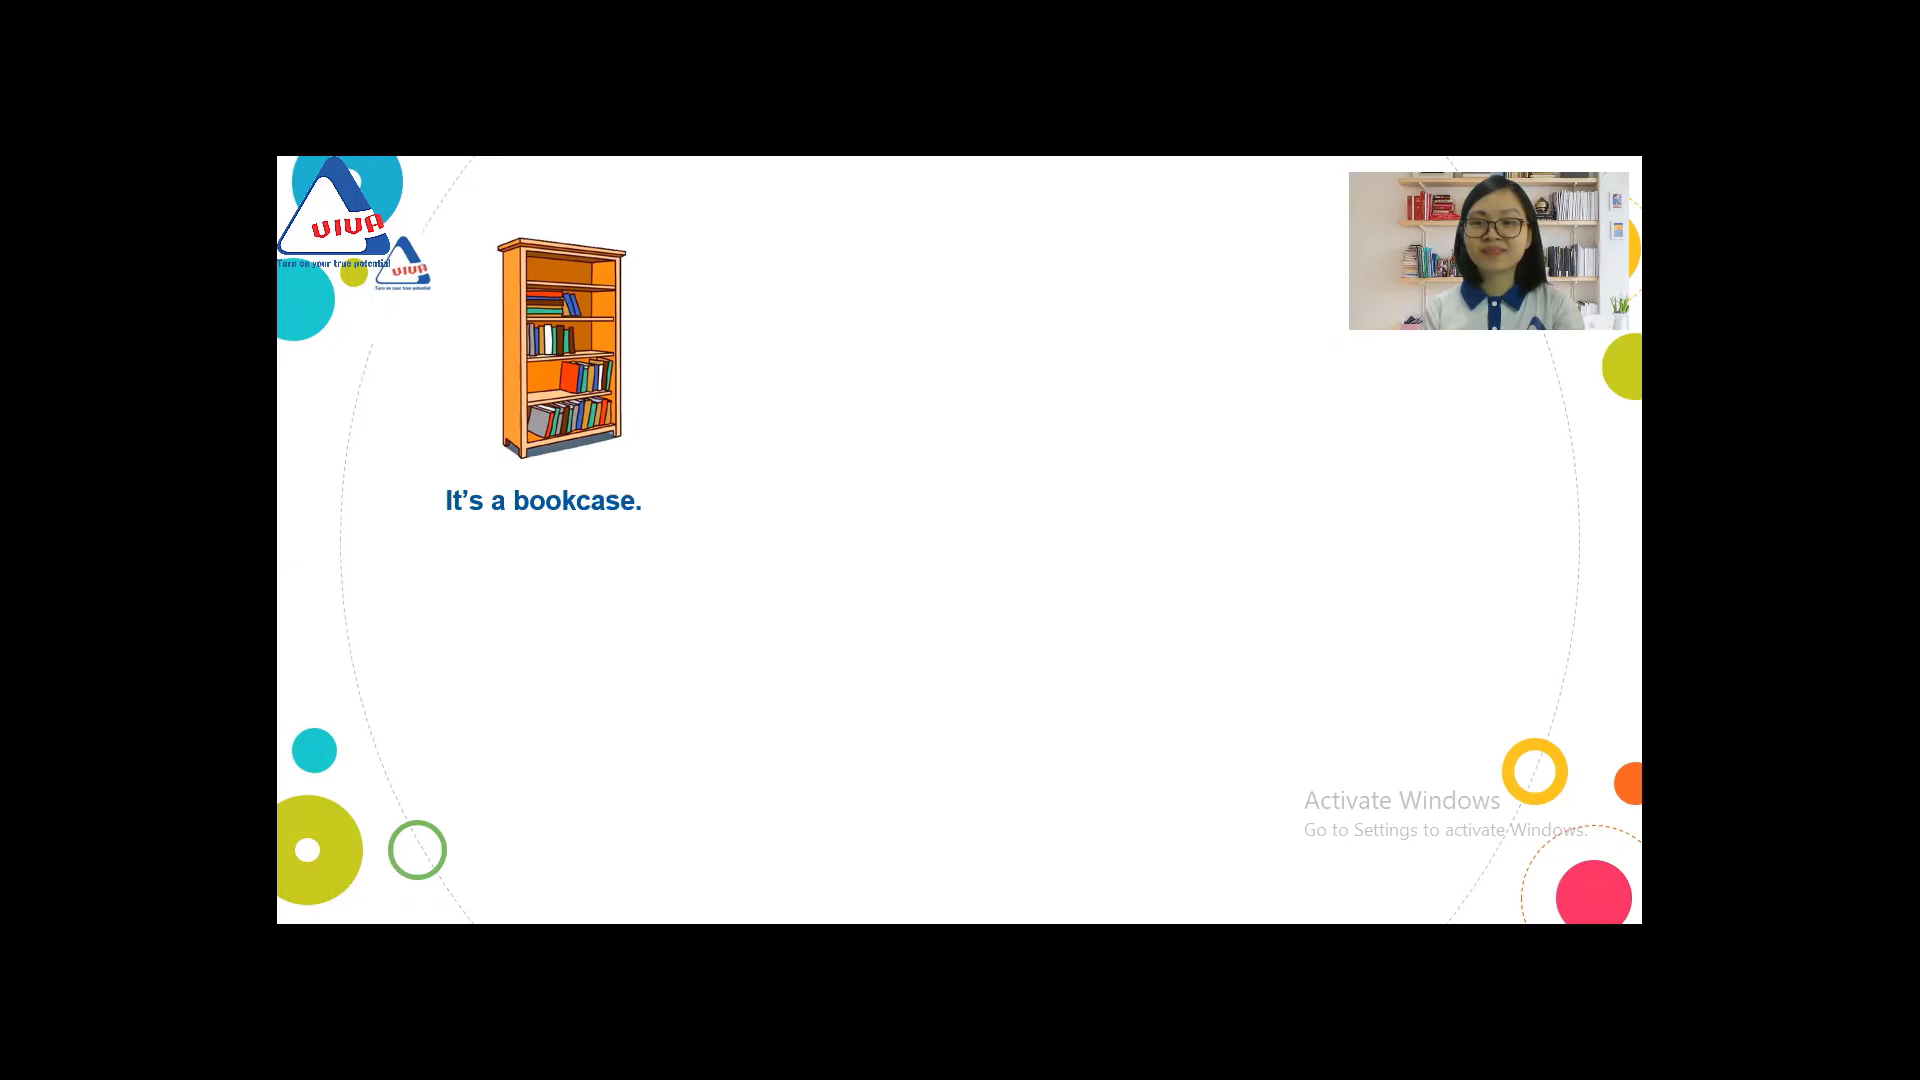 VIVA
Turn on your true potential
VIVA
Turn on your true potential
It’s a bookcase.
Activate Windows
Go to Settings to activate Windows.